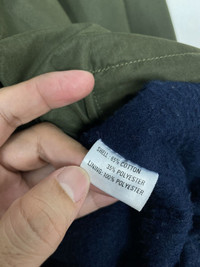 SHELL 65% COTTON
35% POLYESTER
LINING 100% POLYESTER